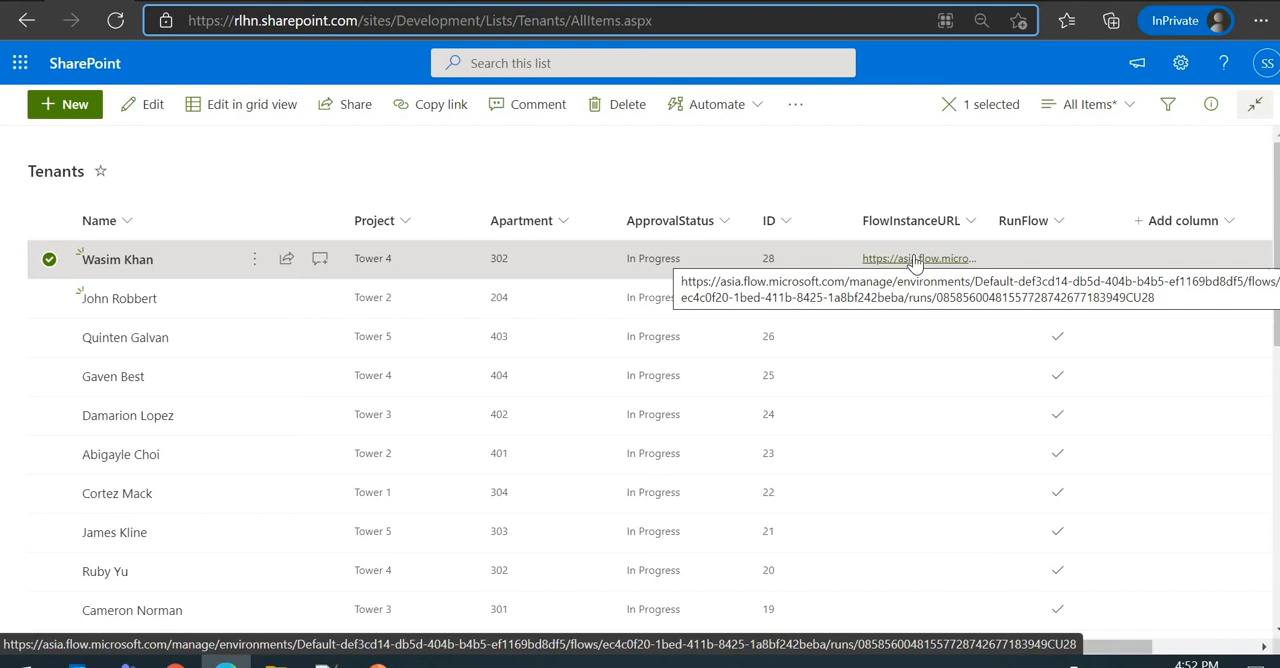 https://rlhn.sharepoint.com/sites/Development/Lists/Tenants/AllItems.aspx
InPrivate
SharePoint
Search this list
SS
New Edit Edit in grid view Share Copy link Comment Delete Automate 1 selected All Items*
Tenants
Name Project Apartment ApprovalStatus ID FlowInstanceURL RunFlow + Add column
Wasim Khan Tower 4 302 In Progress 28 https://asia.flow.micro...
https://asia.flow.microsoft.com/manage/environments/Default-def3cd14-db5d-404b-b4b5-ef1169bd8df5/flows/
ec4c0f20-1bed-411b-8425-1a8bf242beba/runs/08585600481557728742677183949CU28
John Robbert Tower 2 204 In Progress
Quinten Galvan Tower 5 403 In Progress 26
Gaven Best Tower 4 404 In Progress 25
Damarion Lopez Tower 3 402 In Progress 24
Abigayle Choi Tower 2 401 In Progress 23
Cortez Mack Tower 1 304 In Progress 22
James Kline Tower 5 303 In Progress 21
Ruby Yu Tower 4 302 In Progress 20
Cameron Norman Tower 3 301 In Progress 19
https://asia.flow.microsoft.com/manage/environments/Default-def3cd14-db5d-404b-b4b5-ef1169bd8df5/flows/ec4c0f20-1bed-411b-8425-1a8bf242beba/runs/08585600481557728742677183949CU28
4:52 PM